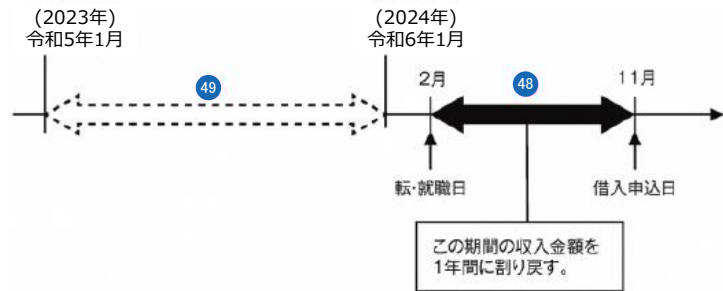 (2023年)
令和5年1月
(2024年)
令和6年1月
49
2月
48
11月
転・就職日
借入申込日
この期間の収入金額を
1年間に割り戻す。